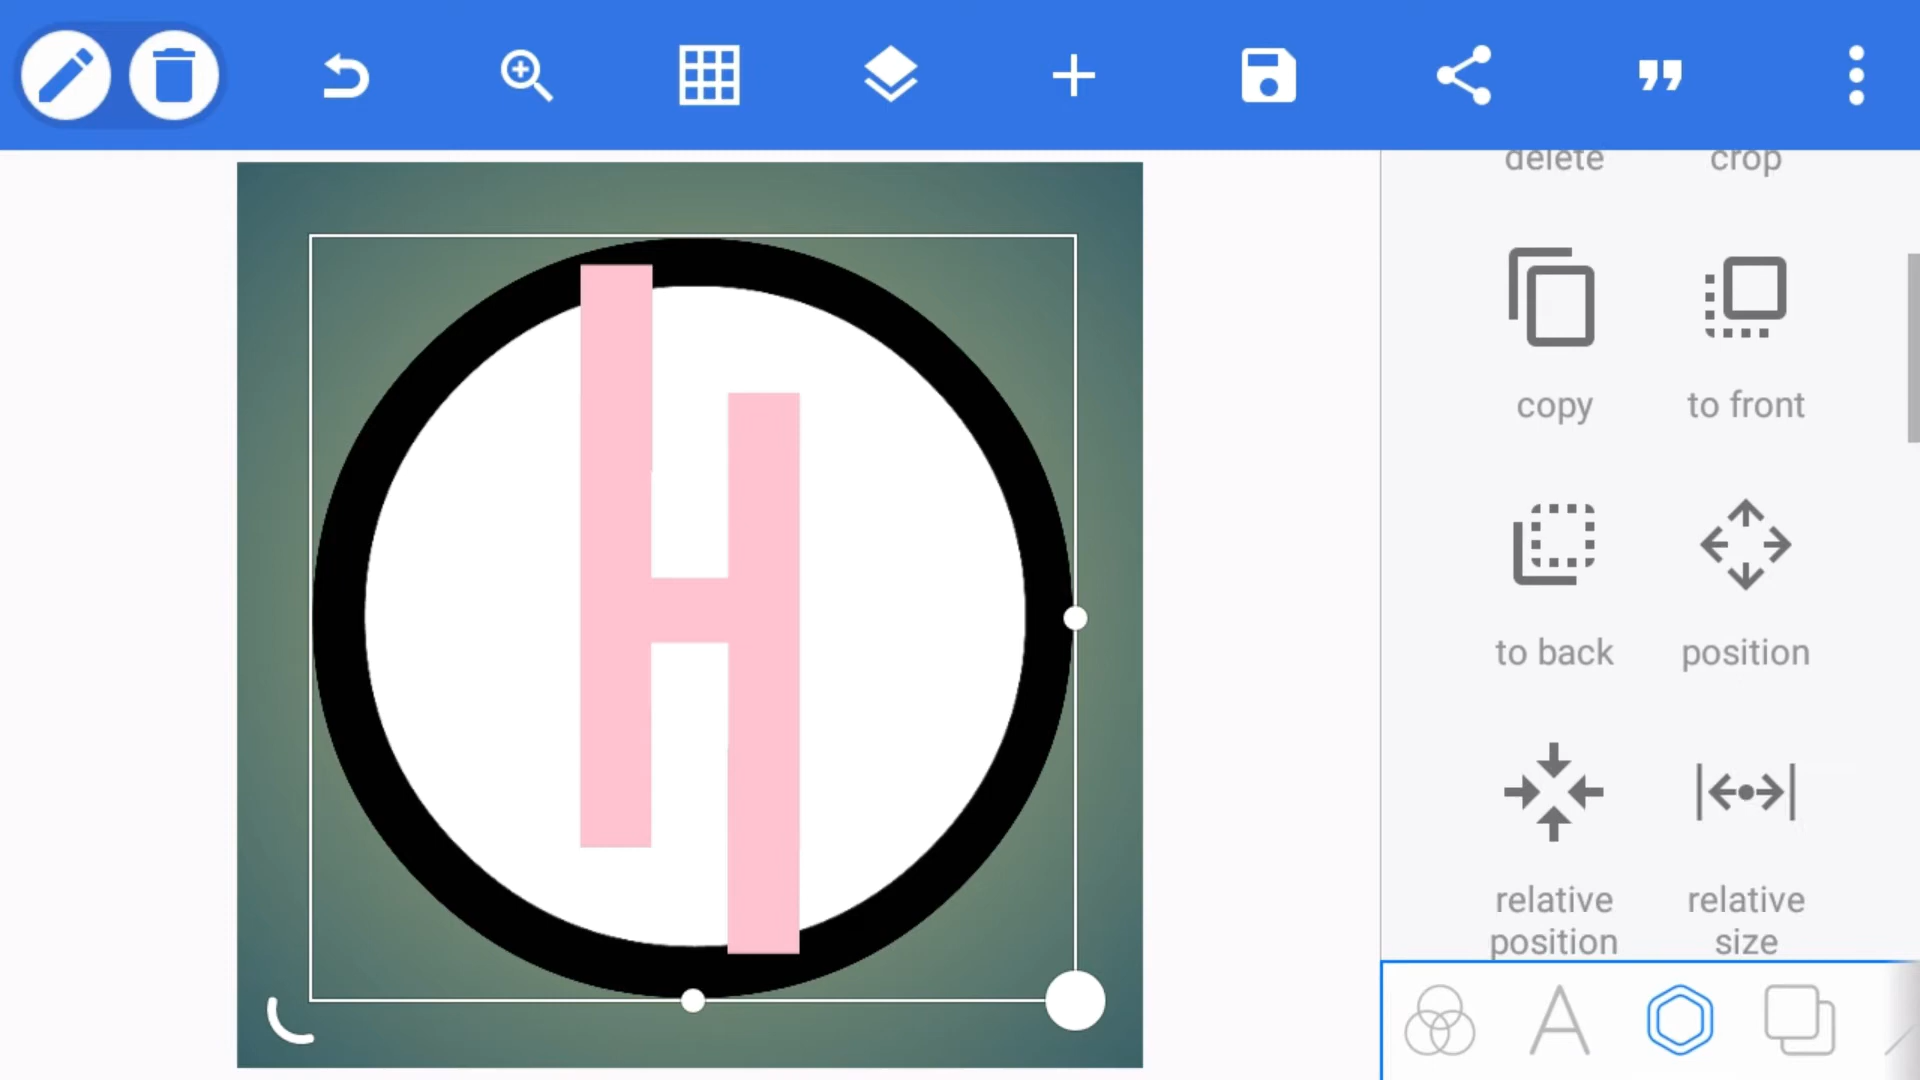 delete crop
copy to front
H
to back position
relative position relative size